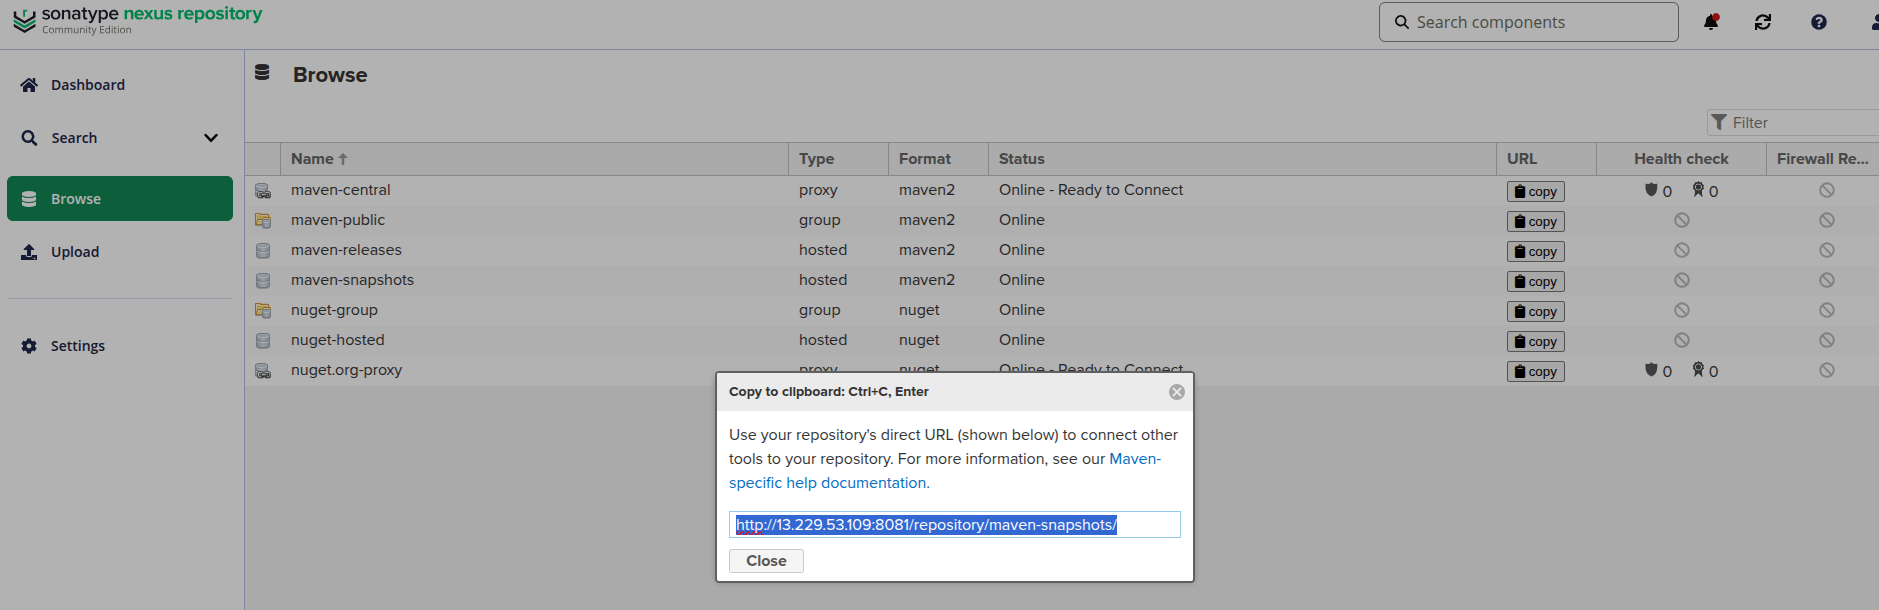 sonatype nexus repository
Community Edition
Search components
Dashboard
Search
Browse
Upload
Settings
Browse
Filter
Name Type Format Status URL Health check Firewall Re...
maven-central proxy maven2 Online - Ready to Connect copy 0 0
maven-public group maven2 Online copy
maven-releases hosted maven2 Online copy
maven-snapshots hosted maven2 Online copy
nuget-group group nuget Online copy
nuget-hosted hosted nuget Online copy
nuget.org-proxy proxy nuget Online - Ready to Connect copy 0 0
Copy to clipboard: Ctrl+C, Enter
Use your repository's direct URL (shown below) to connect other
tools to your repository. For more information, see our Maven-
specific help documentation.
http://13.229.53.109:8081/repository/maven-snapshots/
Close